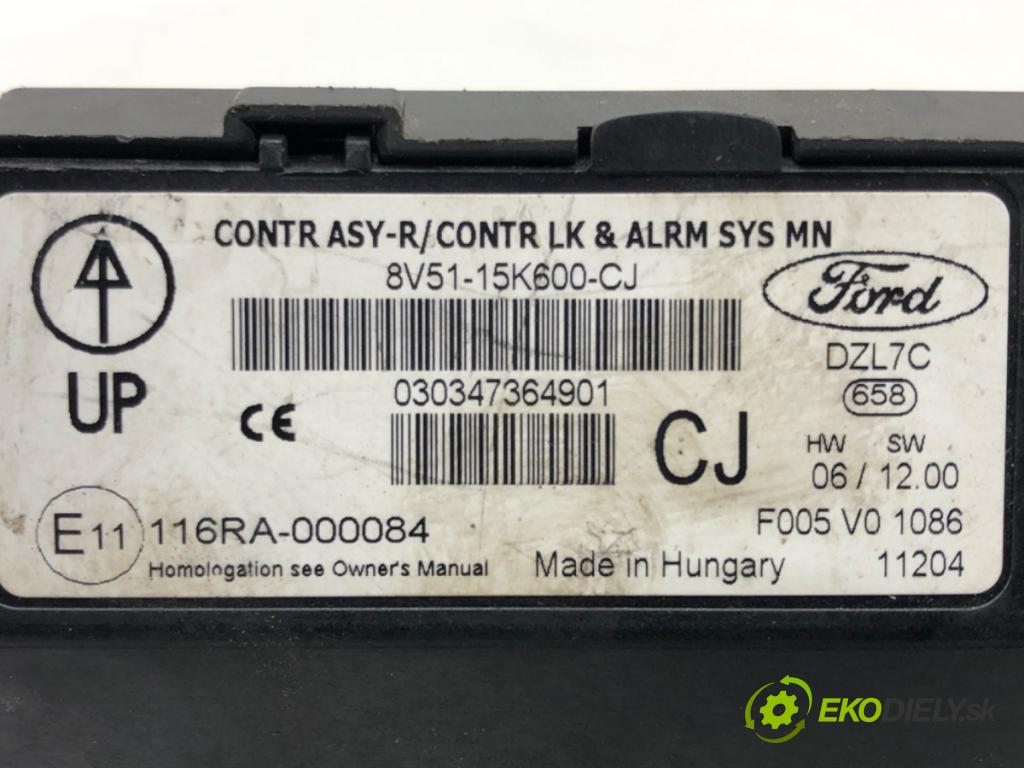 CONTR ASY-R/CONTR LK & ALRM SYS MN
8V51-15K600-CJ
Ford
UP
DZL7C
030347364901
658
CE
CJ
HW SW
06 / 12.00
E11 116RA-000084
F005 V0 1086
Homologation see Owner's Manual
Made in Hungary
11204
EKODIELY.sk